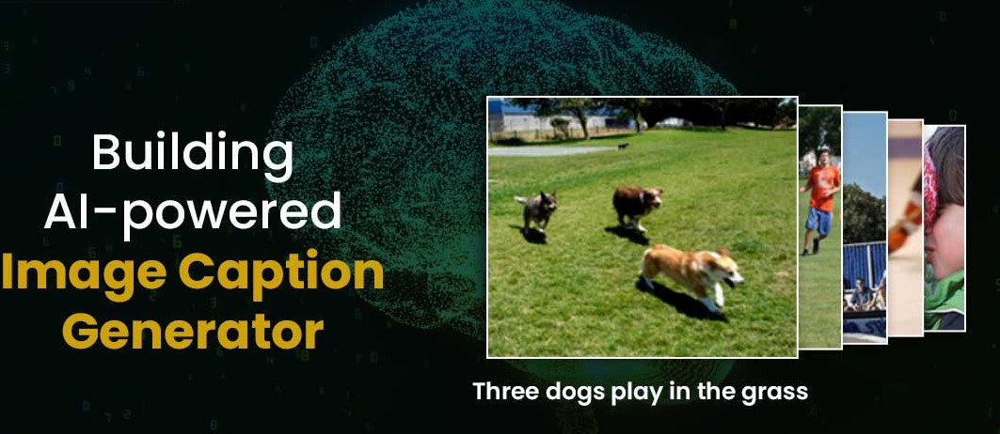 Building
AI-powered
Image Caption
Generator
Three dogs play in the grass